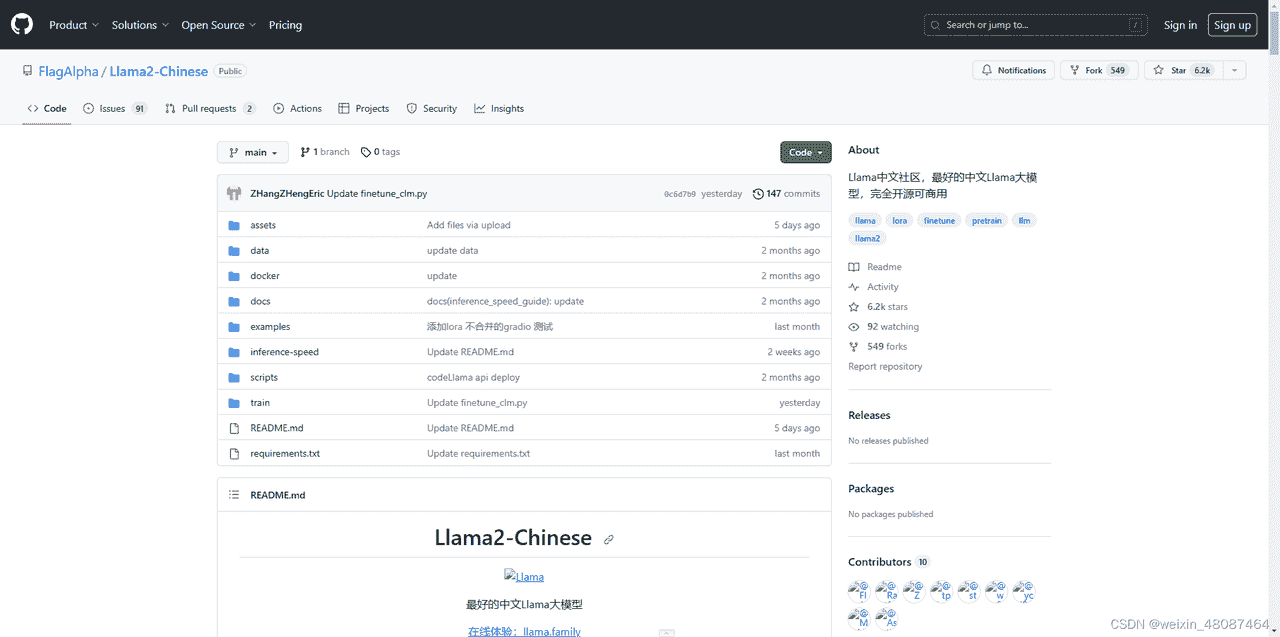 Product Solutions Open Source Pricing Search or jump to... / Sign in Sign up
FlagAlpha / Llama2-Chinese Public Notifications Fork 549 Star 6.2k
Code Issues 91 Pull requests 2 Actions Projects Security Insights
main 1 branch 0 tags Code
ZHangZHengEric Update finetune_clm.py 0c6d7b9 yesterday 147 commits
assets Add files via upload 5 days ago
data update data 2 months ago
docker update 2 months ago
docs docs(inference_speed_guide): update 2 months ago
examples 添加lora 不合并的gradio 测试 last month
inference-speed Update README.md 2 weeks ago
scripts codeLlama api deploy 2 months ago
train Update finetune_clm.py yesterday
README.md Update README.md 5 days ago
requirements.txt Update requirements.txt last month
README.md
Llama2-Chinese
Llama
最好的中文Llama大模型
在线体验：llama.family
About
Llama中文社区，最好的中文Llama大模
型，完全开源可商用
llama lora finetune pretrain llm
llama2
Readme
Activity
6.2k stars
92 watching
549 forks
Report repository
Releases
No releases published
Packages
No packages published
Contributors 10
@ @ @ @ @ @ @
Fl Ra Z tp st w yc
@ @
M As
CSDN @weixin_48087464